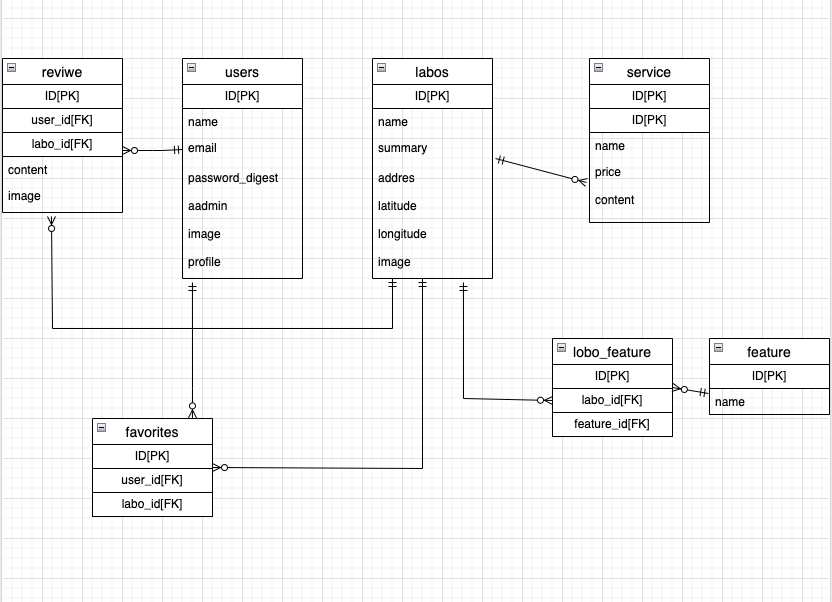 reviwe
ID[PK]
user_id[FK]
labo_id[FK]
content
image
users
ID[PK]
name
email
password_digest
aadmin
image
profile
labos
ID[PK]
name
summary
addres
latitude
longitude
image
service
ID[PK]
ID[PK]
name
price
content
lobo_feature
ID[PK]
labo_id[FK]
feature_id[FK]
feature
ID[PK]
name
favorites
ID[PK]
user_id[FK]
labo_id[FK]